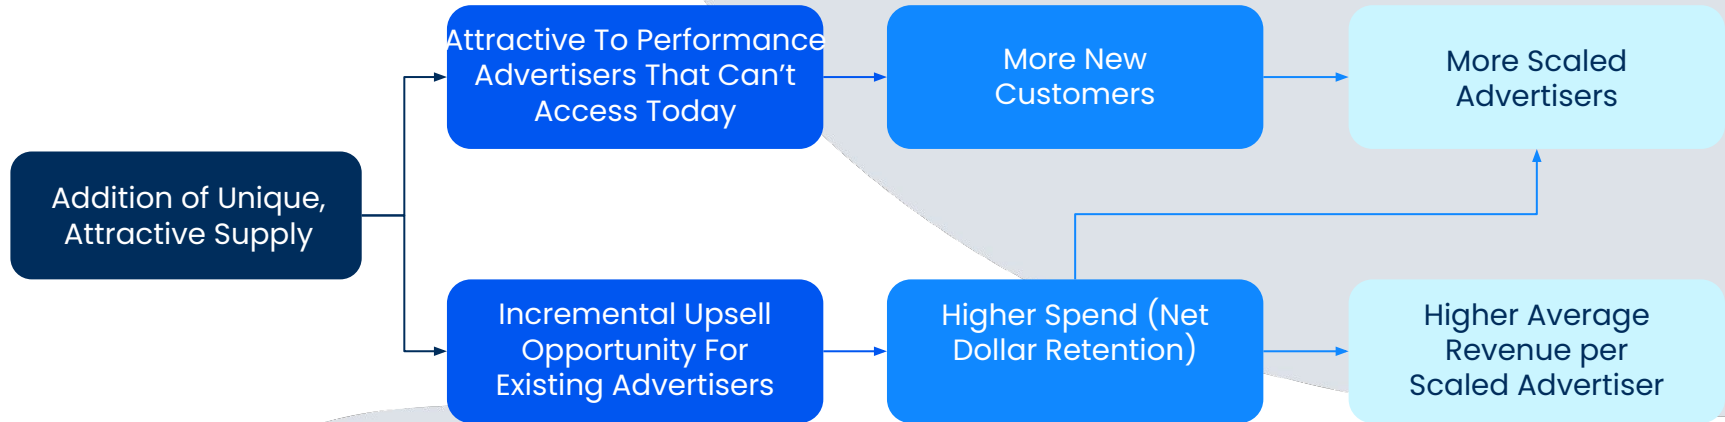 Attractive To Performance
Advertisers That Can’t
Access Today
More New
Customers
More Scaled
Advertisers
Addition of Unique,
Attractive Supply
Incremental Upsell
Opportunity For
Existing Advertisers
Higher Spend (Net
Dollar Retention)
Higher Average
Revenue per
Scaled Advertiser